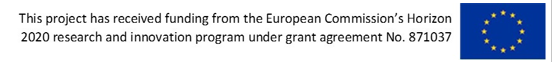 This project has received funding from the European Commission’s Horizon
2020 research and innovation program under grant agreement No. 871037